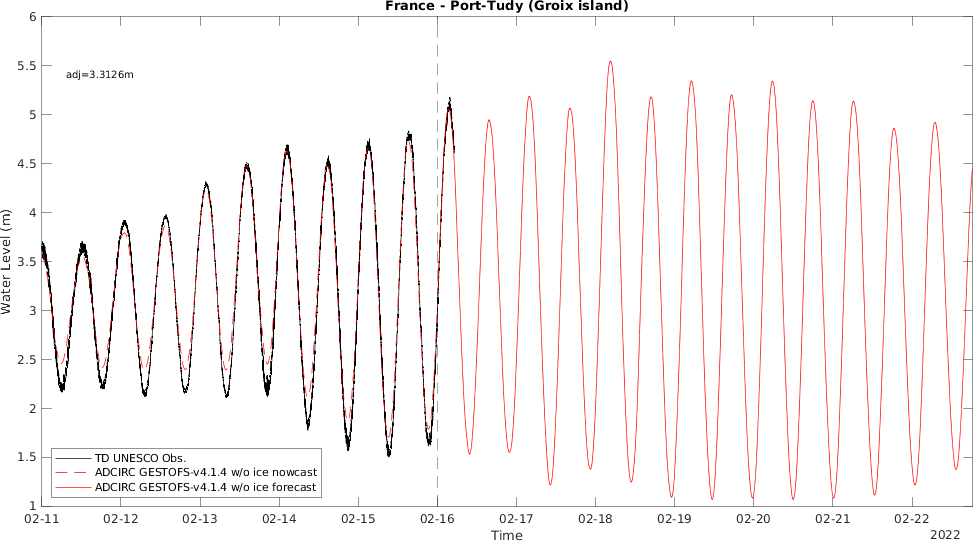 France - Port-Tudy (Groix island)
6
5.5
adj=3.3126m
5
4.5
4
3.5
Water Level (m)
3
2.5
2
1.5
1
TD UNESCO Obs.
ADCIRC GESTOFS-v4.1.4 w/o ice nowcast
ADCIRC GESTOFS-v4.1.4 w/o ice forecast
02-11 02-12 02-13 02-14 02-15 02-16 02-17 02-18 02-19 02-20 02-21 02-22
Time
2022